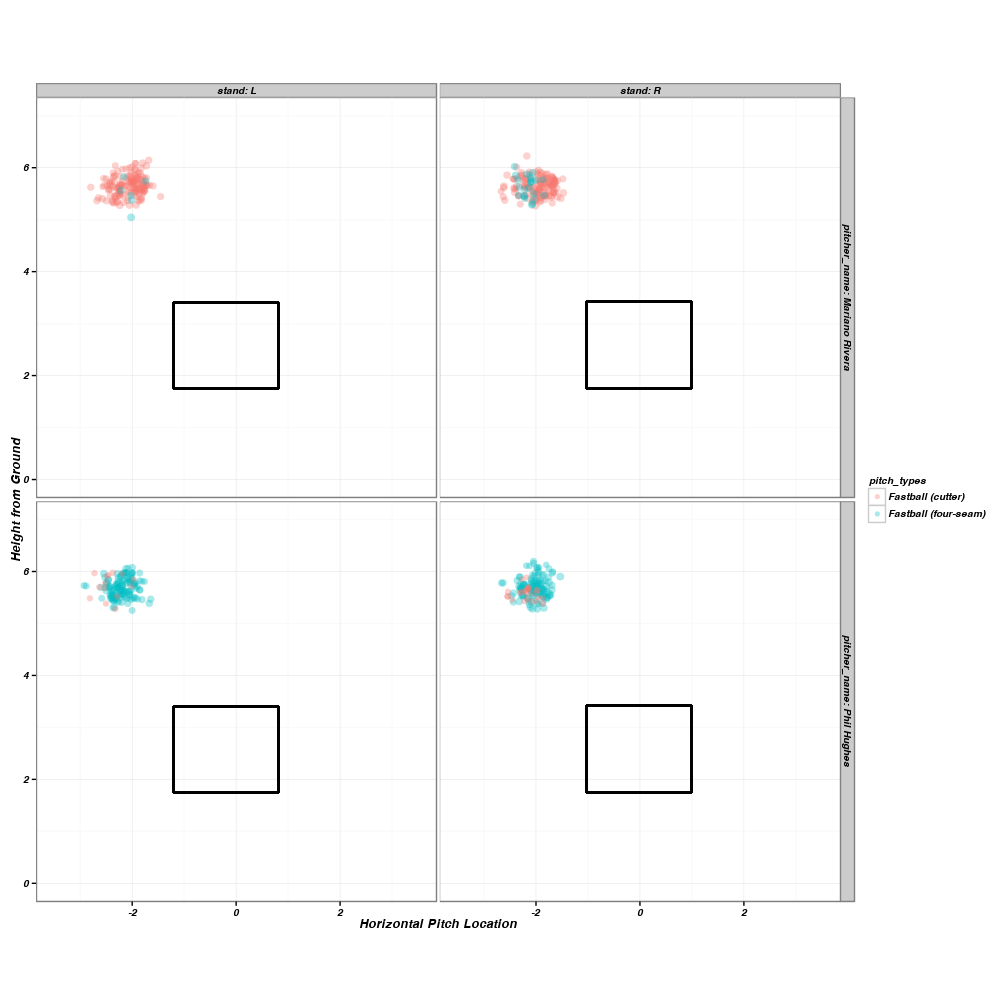 stand: L
stand: R
6
4
2
0
pitcher_name: Mariano Rivera
Height from Ground
6
4
2
0
pitcher_name: Phil Hughes
pitch_types
Fastball (cutter)
Fastball (four-seam)
-2
0
2
-2
0
2
Horizontal Pitch Location